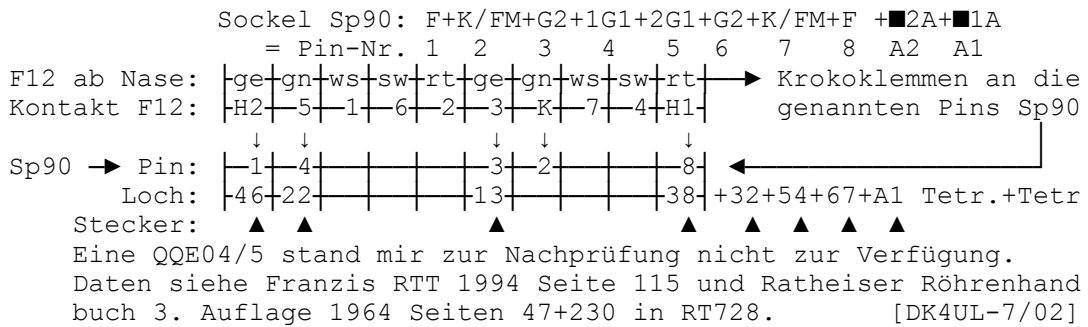 Sockel Sp90: F+K/FM+G2+1G1+2G1+G2+K/FM+F +■2A+■1A
= Pin-Nr. 1 2 3 4 5 6 7 8 A2 A1
F12 ab Nase: ├ge┼gn┼ws┼sw┼rt┼ge┼gn┼ws┼sw┼rt┼──► Krokoklemmen an die
Kontakt F12: ├H2┼─5┼─1┼─6┼─2┼─3┼─K┼─7┼─4┼H1┤ genannten Pins Sp90
↓ ↓ ↓ ↓ ↓
Sp90 ─► Pin: ├─1┼─4┼──┼──┼──┼─3┼─2┼──┼──┼─8┤ ◄
Loch: ├46┼22┼──┼──┼──┼13┼──┼──┼──┼38┤ +32+54+67+A1 Tetr.+Tetr
Stecker: ▲ ▲ ▲ ▲ ▲ ▲ ▲ ▲
Eine QQE04/5 stand mir zur Nachprüfung nicht zur Verfügung.
Daten siehe Franzis RTT 1994 Seite 115 und Ratheiser Röhrenhand
buch 3. Auflage 1964 Seiten 47+230 in RT728. [DK4UL-7/02]